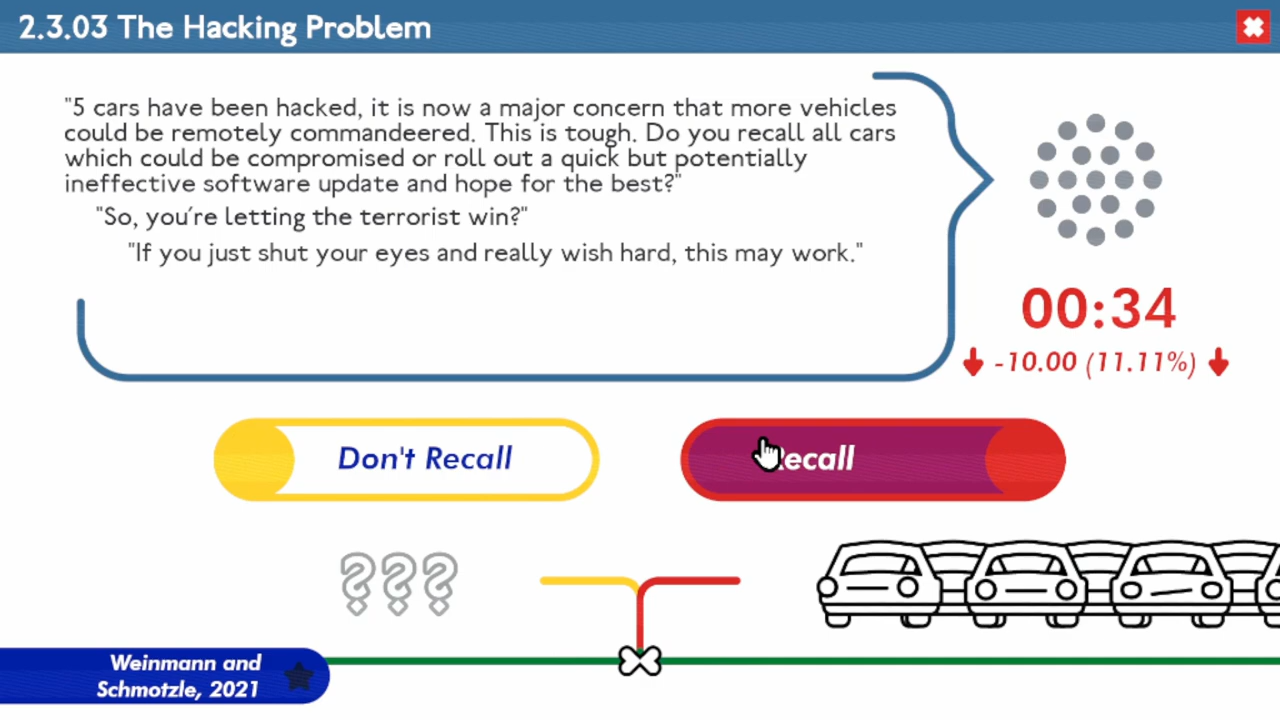 2.3.03 The Hacking Problem
"5 cars have been hacked, it is now a major concern that more vehicles
could be remotely commandeered. This is tough. Do you recall all cars
which could be compromised or roll out a quick but potentially
ineffective software update and hope for the best?"
"So, you're letting the terrorist win?"
"If you just shut your eyes and really wish hard, this may work."
00:34
-10.00 (11.11%)
Don't Recall
Recall
???
Weinmann and
Schmotzle, 2021